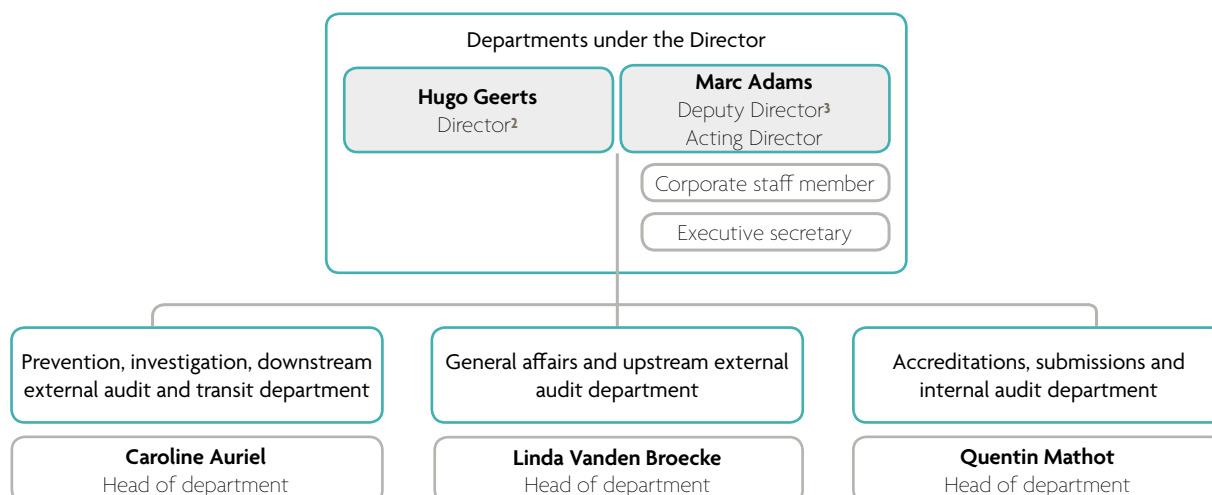 Departments under the Director
Hugo Geerts
Director²
Marc Adams
Deputy Director³
Acting Director
Corporate staff member
Executive secretary
Prevention, investigation, downstream
external audit and transit department
General affairs and upstream external
audit department
Accreditations, submissions and
internal audit department
Caroline Auriel
Head of department
Linda Vanden Broecke
Head of department
Quentin Mathot
Head of department